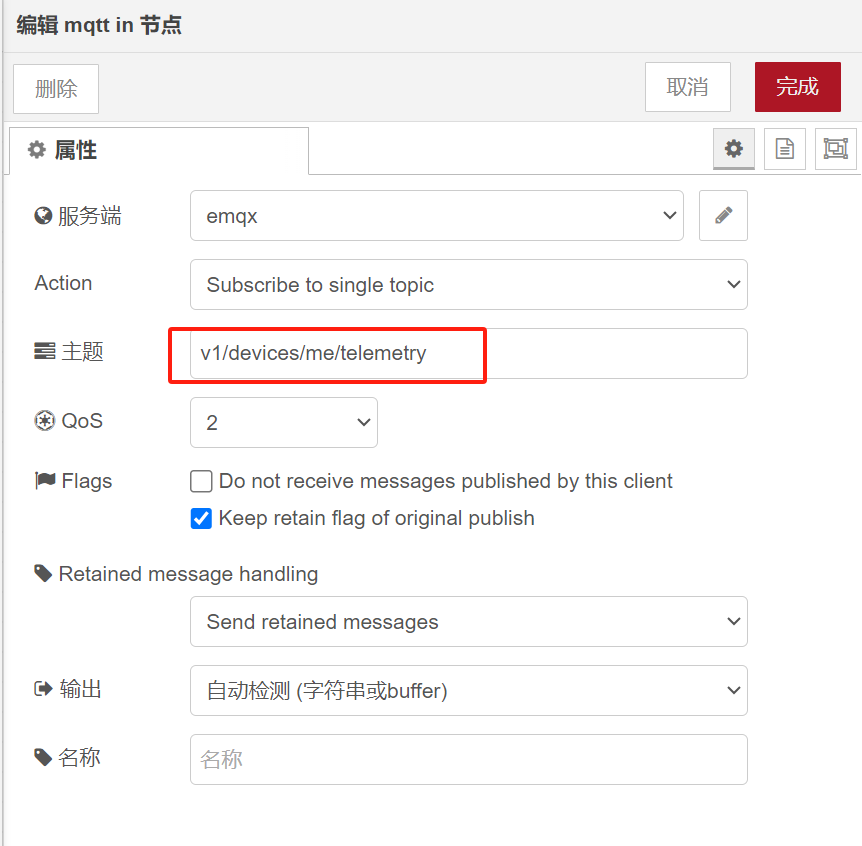 编辑 mqtt in 节点
删除
取消
完成
属性
服务端
emqx
Action
Subscribe to single topic
主题
v1/devices/me/telemetry
QoS
2
Flags
Do not receive messages published by this client
Keep retain flag of original publish
Retained message handling
Send retained messages
输出
自动检测 (字符串或buffer)
名称
名称